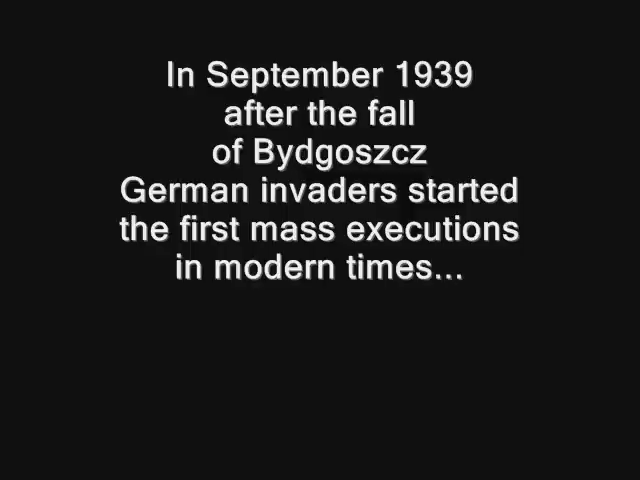 In September 1939
after the fall
of Bydgoszcz
German invaders started
the first mass executions
in modern times...